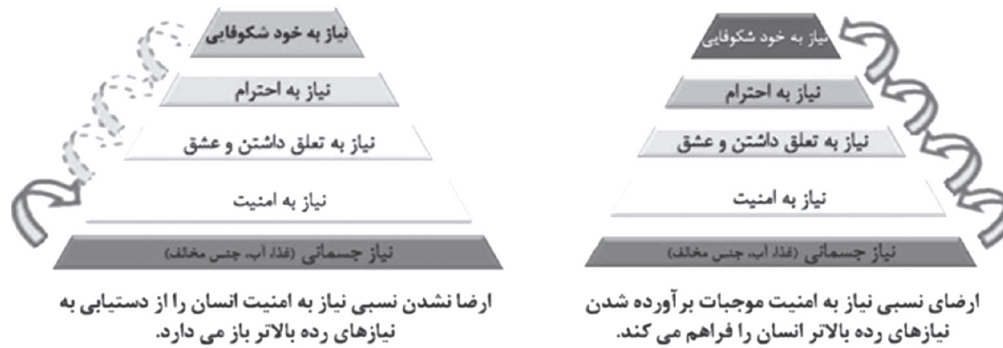 نیاز به خود شکوفایی
نیاز به احترام
نیاز به تعلق داشتن و عشق
نیاز به امنیت
نیاز جسمانی (غذا، آب، جنس مخالف)
ارضای نسبی نیاز به امنیت موجبات برآورده شدن
نیازهای رده بالاتر انسان را فراهم می کند.
نیاز به خود شکوفایی
نیاز به احترام
نیاز به تعلق داشتن و عشق
نیاز به امنیت
نیاز جسمانی (غذا، آب، جنس مخالف)
ارضا نشدن نسبی نیاز به امنیت انسان را از دستیابی به
نیازهای رده بالاتر باز می دارد.